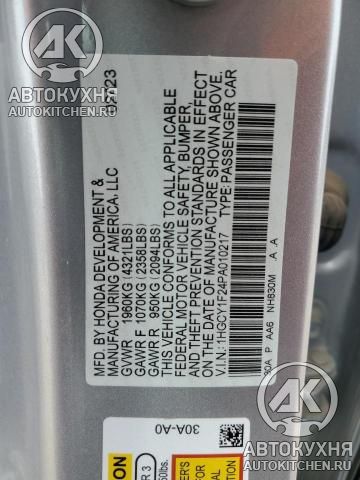 MFD. BY HONDA DEVELOPMENT &
MANUFACTURING OF AMERICA, LLC
GVWR 1960KG (4321LBS)
GAWR F 1070KG (2358LBS)
GAWR R 950KG (2094LBS)
THIS VEHICLE CONFORMS TO ALL APPLICABLE
FEDERAL MOTOR VEHICLE SAFETY, BUMPER,
AND THEFT PREVENTION STANDARDS IN EFFECT
ON THE DATE OF MANUFACTURE SHOWN ABOVE.
V.I.N.: 1HGCY1F24PA010217 TYPE: PASSENGER CAR
P AA6 NH830M A .A
30A-A0
АВТОКУХНЯ
AUTOKITCHEN.RU
АВТОКУХНЯ
AUTOKITCHEN.RU